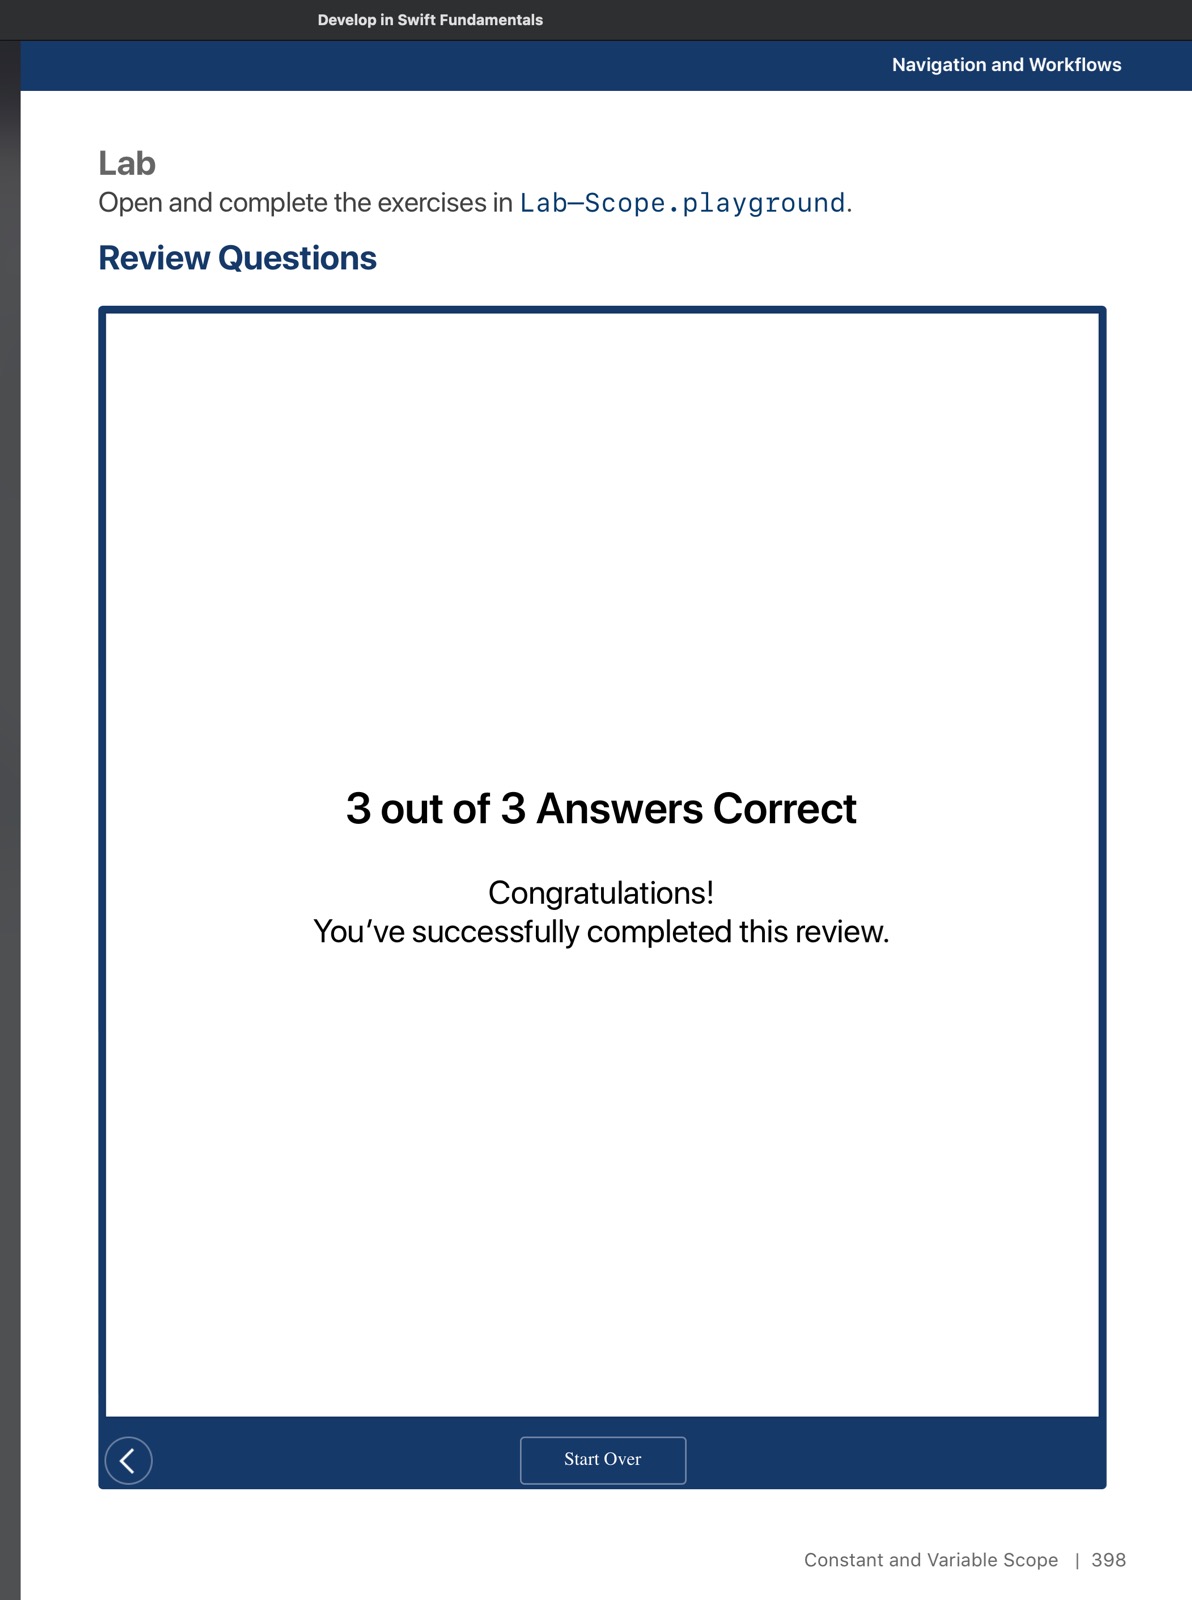 Develop in Swift Fundamentals
Navigation and Workflows
Lab
Open and complete the exercises in Lab—Scope.playground.
Review Questions
3 out of 3 Answers Correct
Congratulations!
You’ve successfully completed this review.
Start Over
Constant and Variable Scope | 398